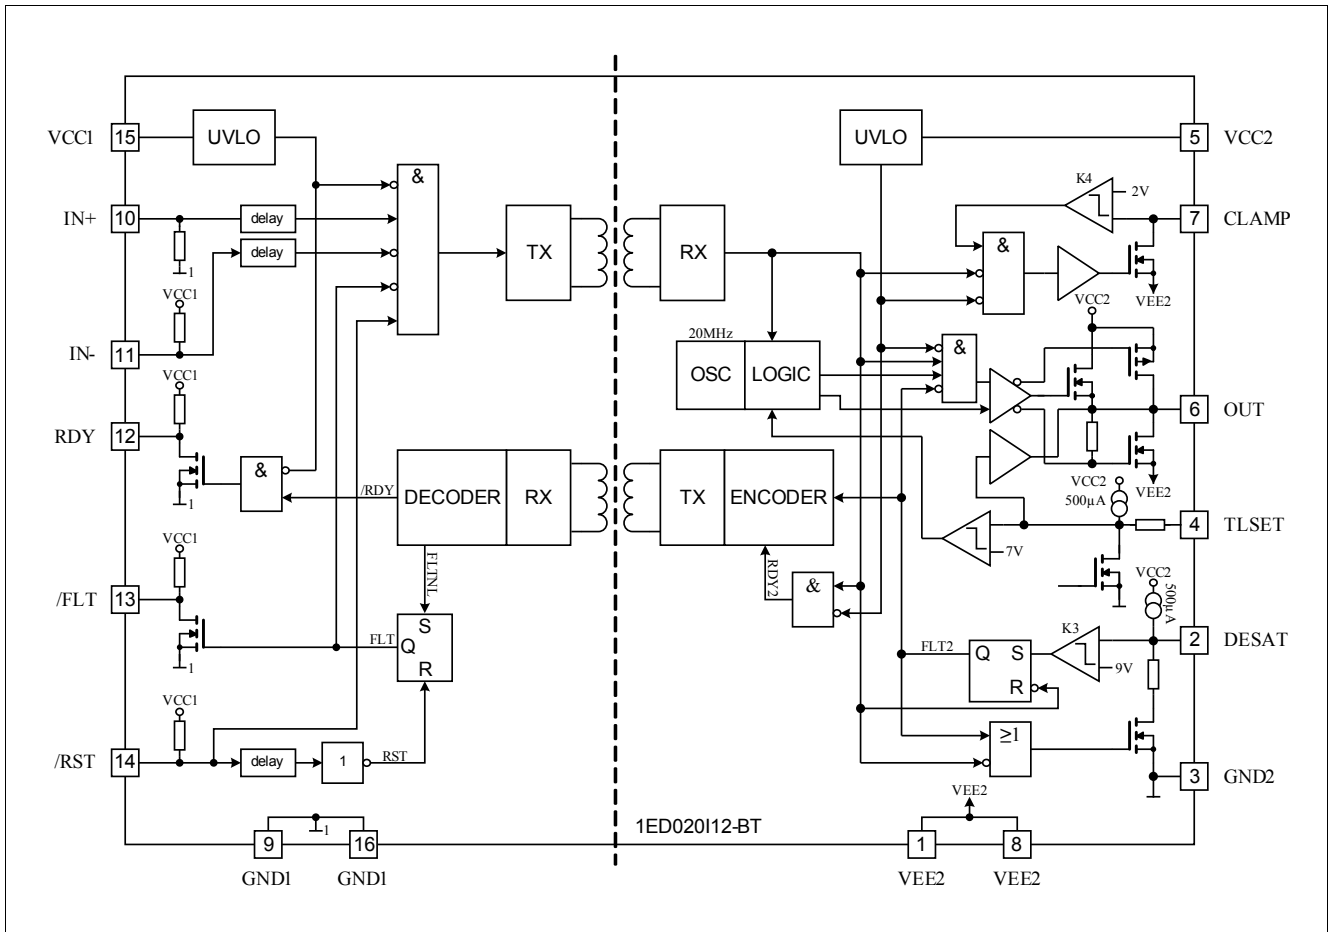 VCC1 15 UVLO
UVLO 5 VCC2
&
K4
2V
IN+ 10 delay
7 CLAMP
delay
&
TX
RX
1
VCC1
VEE2
VCC2
IN- 11
20MHz
&
VCC1
OSC LOGIC
6 OUT
RDY 12
&
/RDY
DECODER RX
TX ENCODER
VCC2
VEE2
500µA
1
4 TLSET
VCC1
7V
FLTNL
RDY2
&
VCC2
500µA
/FLT 13
S
FLT Q
R
K3
2 DESAT
FLT2 Q S
R
9V
1
VCC1
≥1
/RST 14 delay 1 RST
3 GND2
VEE2
1
1ED020I12-BT
9 16
1 8
GND1 GND1
VEE2 VEE2